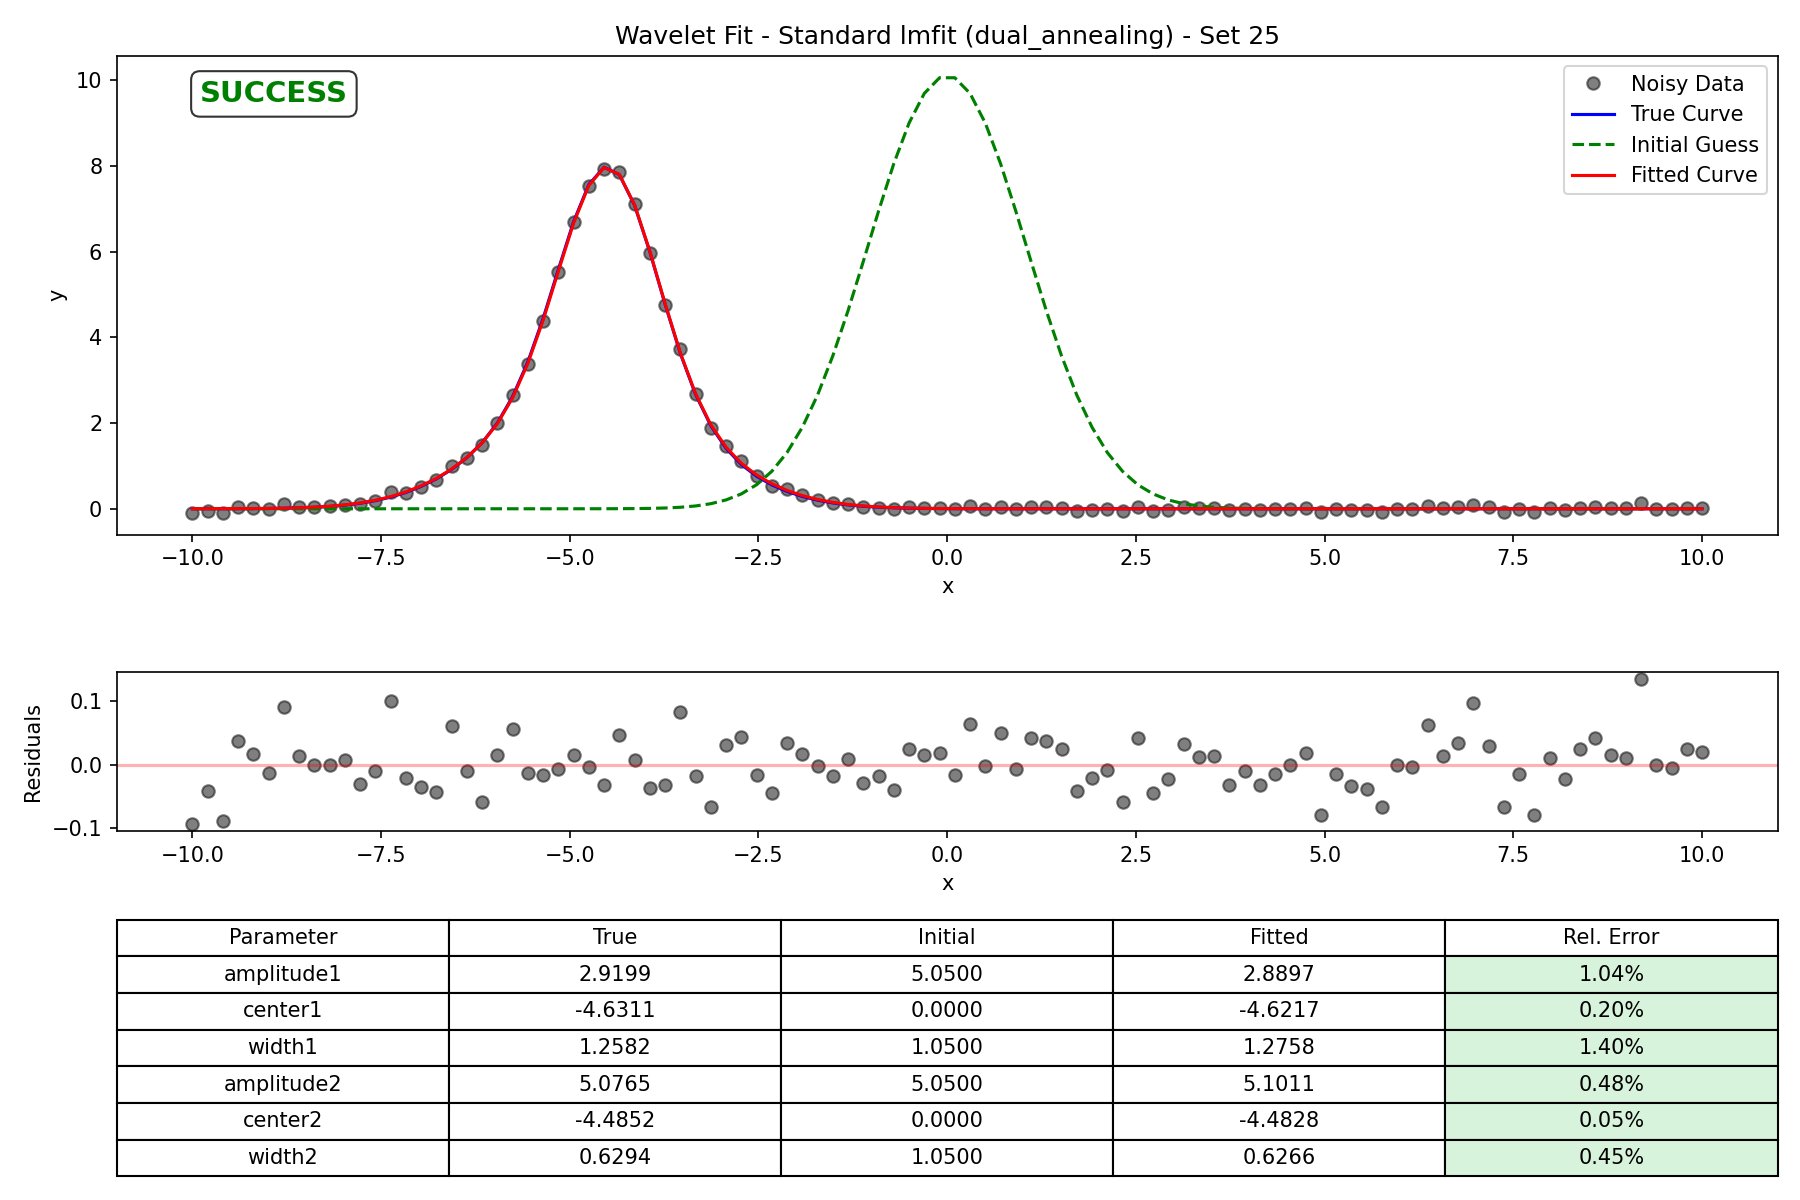 Wavelet Fit - Standard lmfit (dual_annealing) - Set 25
SUCCESS
Noisy Data
True Curve
Initial Guess
Fitted Curve
y
10
8
6
4
2
0
−10.0 −7.5 −5.0 −2.5 0.0 2.5 5.0 7.5 10.0
x
Residuals
0.1
0.0
−0.1
−10.0 −7.5 −5.0 −2.5 0.0 2.5 5.0 7.5 10.0
x
Parameter True Initial Fitted Rel. Error
amplitude1 2.9199 5.0500 2.8897 1.04%
center1 -4.6311 0.0000 -4.6217 0.20%
width1 1.2582 1.0500 1.2758 1.40%
amplitude2 5.0765 5.0500 5.1011 0.48%
center2 -4.4852 0.0000 -4.4828 0.05%
width2 0.6294 1.0500 0.6266 0.45%